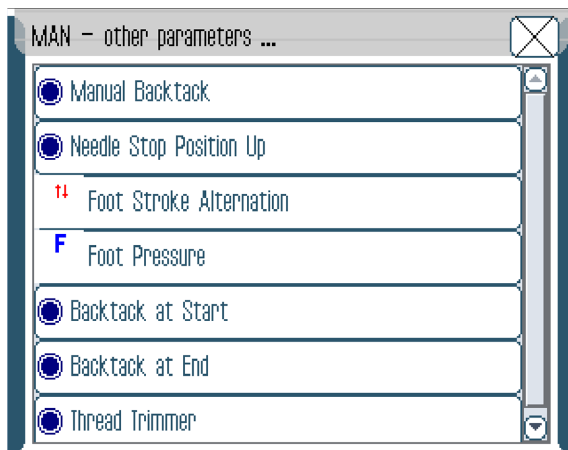 MAN - other parameters ...
Manual Backtack
Needle Stop Position Up
Foot Stroke Alternation
F
Foot Pressure
Backtack at Start
Backtack at End
Thread Trimmer